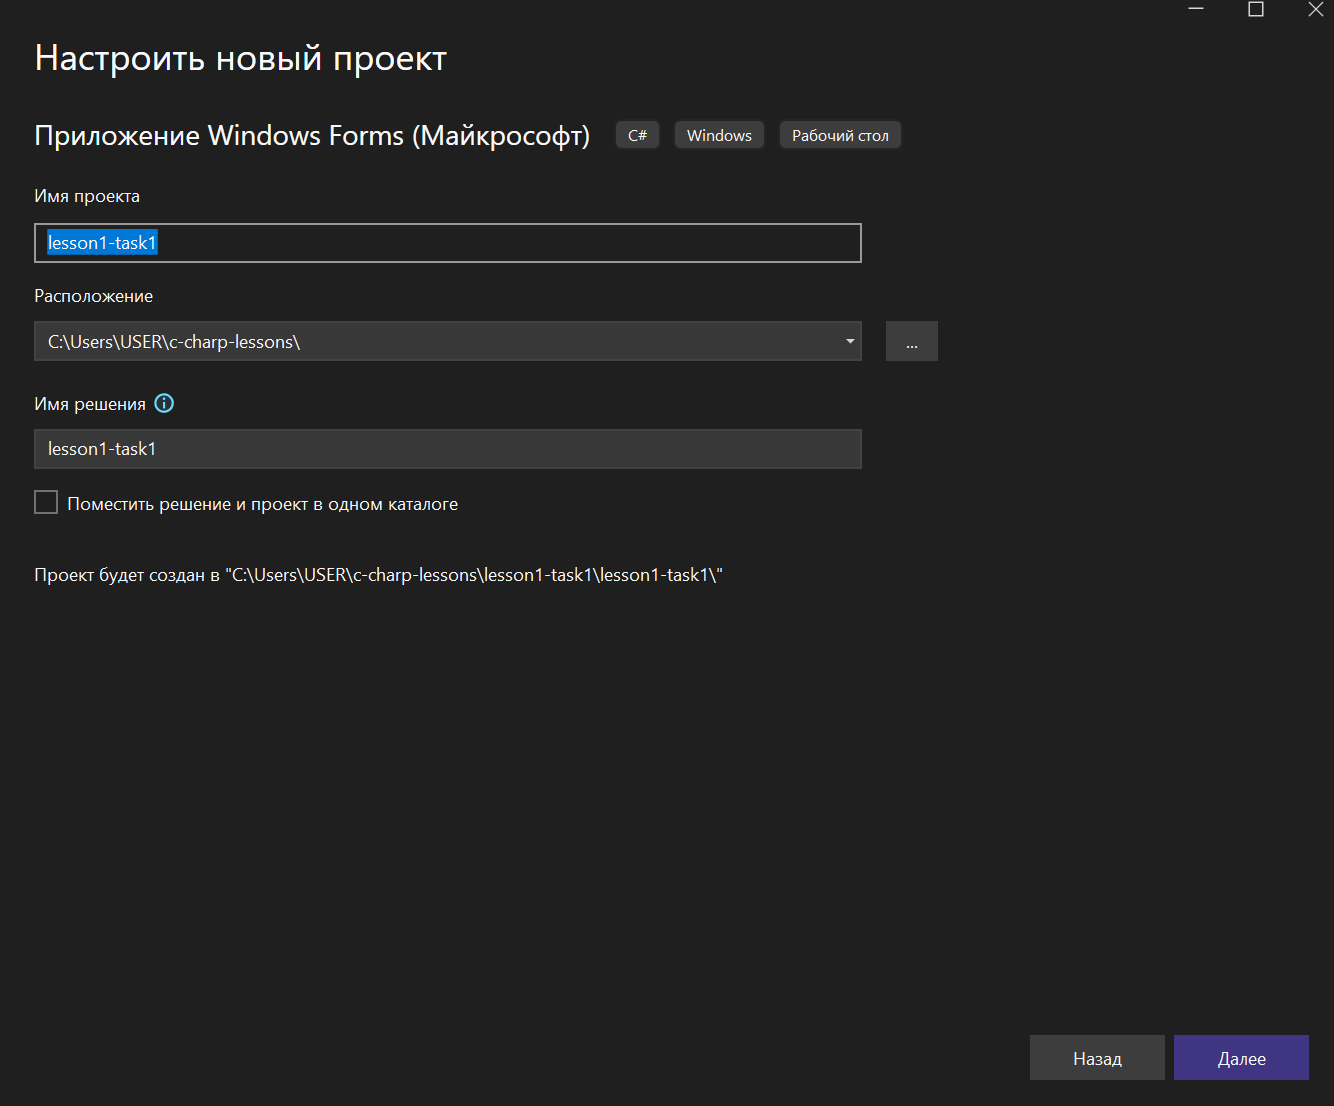 Настроить новый проект
Приложение Windows Forms (Майкрософт) C# Windows Рабочий стол
Имя проекта
lesson1-task1
Расположение
C:\Users\USER\c-charp-lessons\ ...
Имя решения
lesson1-task1
Поместить решение и проект в одном каталоге
Проект будет создан в "C:\Users\USER\c-charp-lessons\lesson1-task1\lesson1-task1\"
Назад Далее